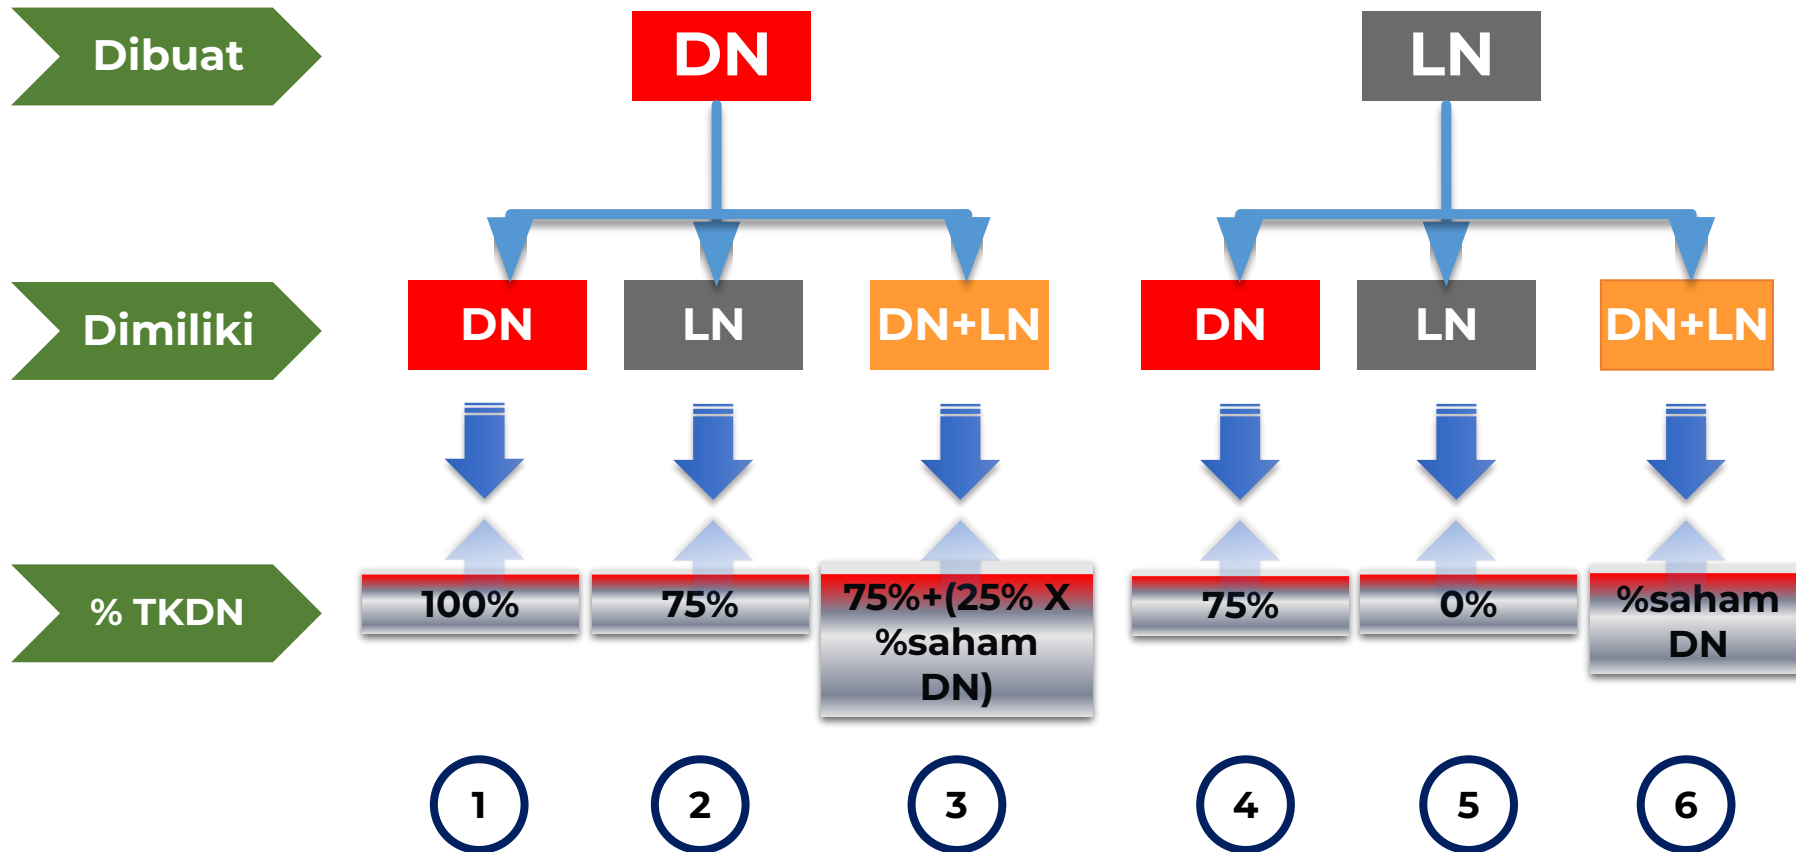 Dibuat
DN
LN
Dimiliki
DN
LN
DN+LN
DN
LN
DN+LN
% TKDN
100%
75%
75%+(25% X
%saham
DN)
75%
0%
%saham
DN
1
2
3
4
5
6